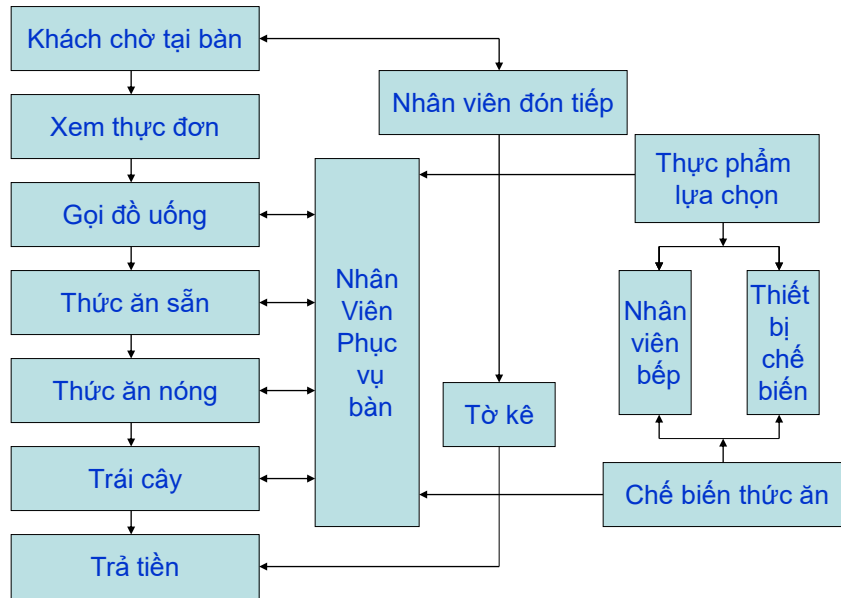 Khách chờ tại bàn
Xem thực đơn
Gọi đồ uống
Thức ăn sẵn
Thức ăn nóng
Trái cây
Trả tiền
Nhân viên đón tiếp
Nhân
Viên
Phục
vụ
bàn
Tờ kê
Thực phẩm
lựa chọn
Nhân
viên
bếp
Thiết
bị
chế
biến
Chế biến thức ăn